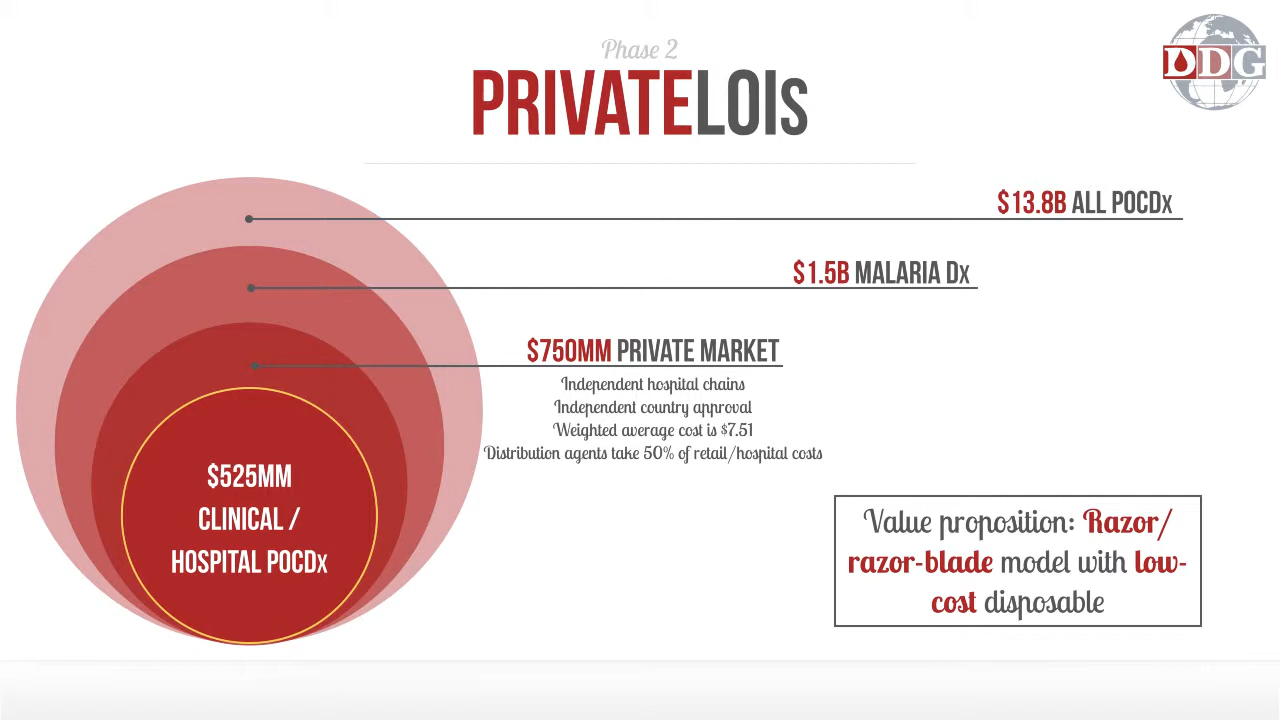 Phase 2
PRIVATELOIs
DDG
$13.8B ALL POCDx
$1.5B MALARIA Dx
$750MM PRIVATE MARKET
Independent hospital chains
Independent country approval
Weighted average cost is $7.51
Distribution agents take 50% of retail/hospital costs
$525MM
CLINICAL /
HOSPITAL POCDx
Value proposition: Razor/
razor-blade model with low-
cost disposable